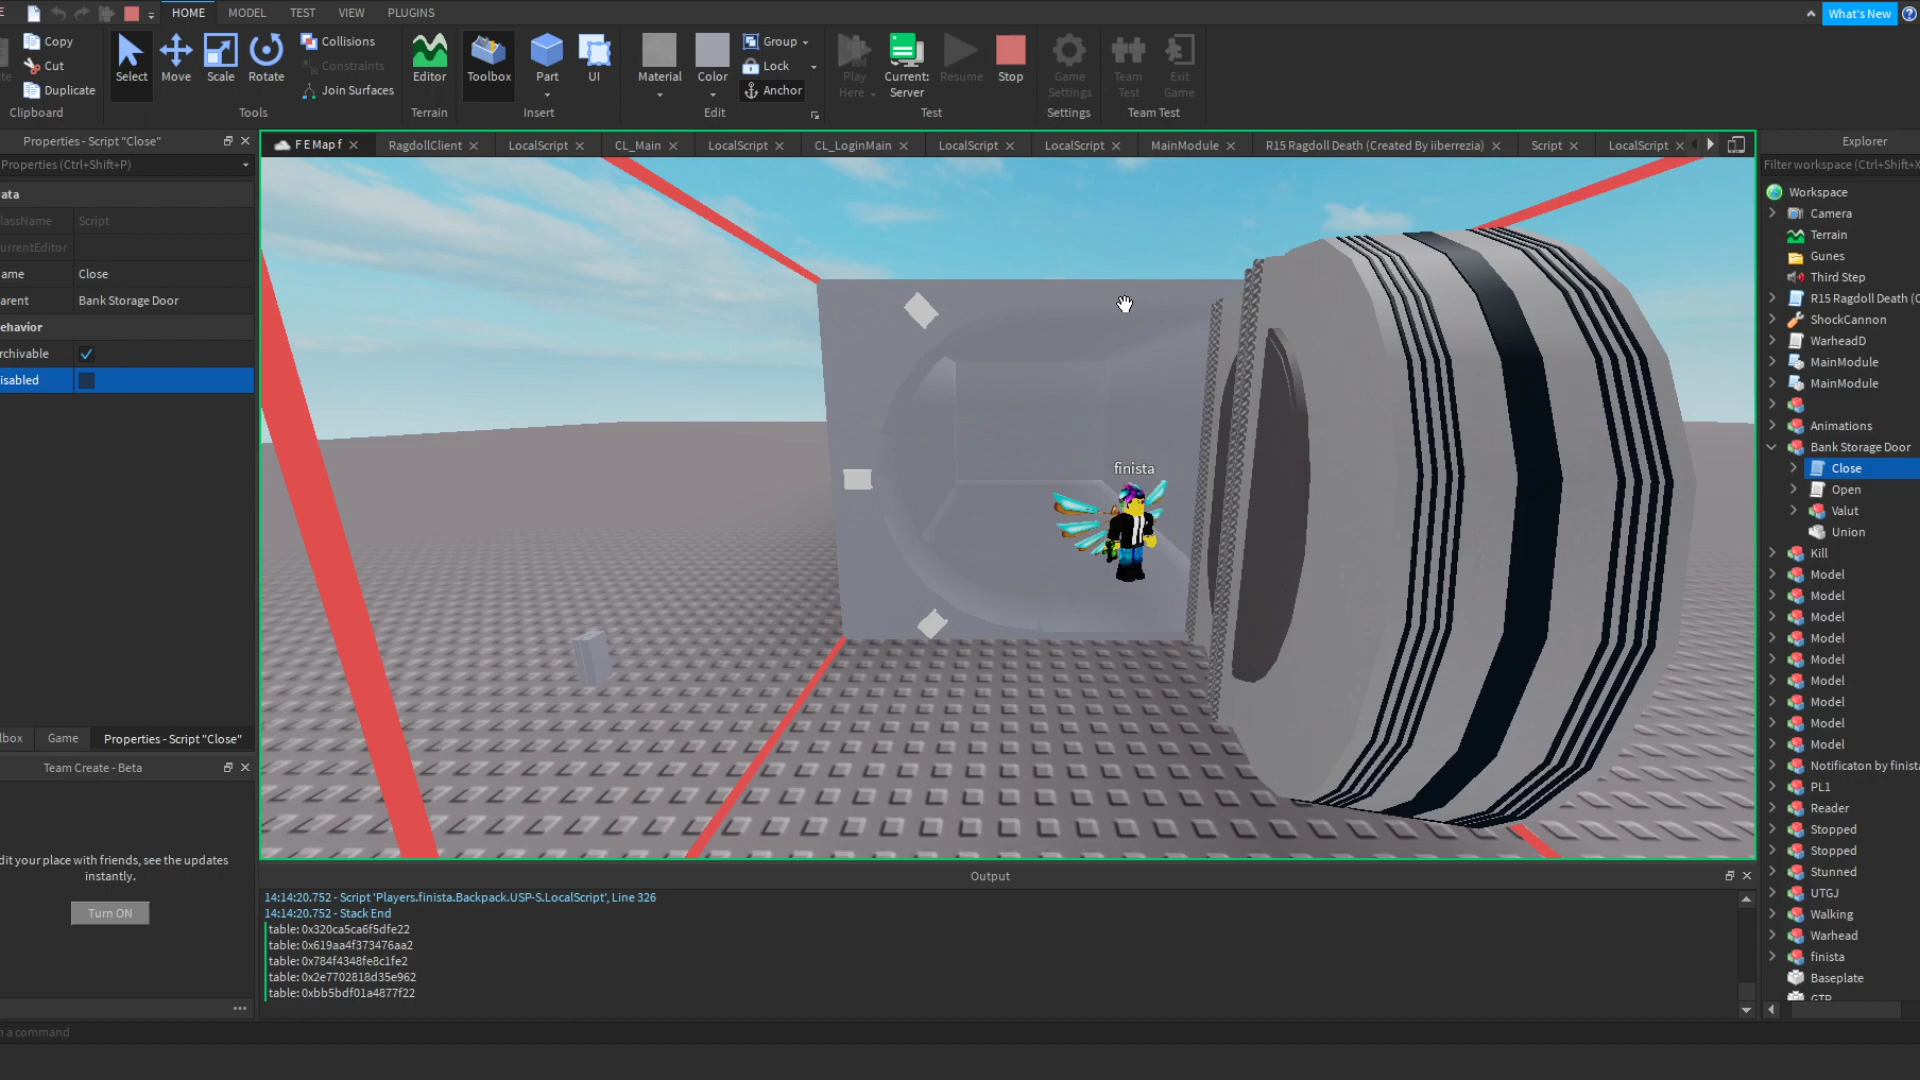 HOME
MODEL
TEST
VIEW
PLUGINS
What's New
Copy
Cut
Duplicate
Clipboard
Select
Move
Scale
Rotate
Collisions
Constraints
Join Surfaces
Tools
Editor
Terrain
Toolbox
Part
UI
Insert
Material
Color
Group
Lock
Anchor
Edit
Play
Here
Current:
Server
Resume
Stop
Test
Game
Settings
Settings
Team
Test
Exit
Game
Team Test
Properties - Script "Close"
Properties (Ctrl+Shift+P)
ata
lassName
Script
urrentEditor
ame
Close
arent
Bank Storage Door
ehavior
rchivable
isabled
lbox
Game
Properties - Script "Close"
Team Create - Beta
dit your place with friends, see the updates
instantly.
Turn ON
n a command
F E Map f
RagdollClient
LocalScript
CL_Main
LocalScript
CL_LoginMain
LocalScript
LocalScript
MainModule
R15 Ragdoll Death (Created By iiberrezia)
Script
LocalScript
finista
Output
14:14:20.752 - Script 'Players.finista.Backpack.USP-S.LocalScript', Line 326
14:14:20.752 - Stack End
table: 0x320ca5ca6f5dfe22
table: 0x619aa4f373476aa2
table: 0x784f4348fe8c1fe2
table: 0x2e7702818d35e962
table: 0xbb5bdf01a4877f22
Explorer
Filter workspace (Ctrl+Shift+X
Workspace
Camera
Terrain
Gunes
Third Step
R15 Ragdoll Death (C
ShockCannon
WarheadD
MainModule
MainModule
Animations
Bank Storage Door
Close
Open
Valut
Union
Kill
Model
Model
Model
Model
Model
Model
Model
Model
Model
Notificaton by finista
PL1
Reader
Stopped
Stopped
Stunned
UTGJ
Walking
Warhead
finista
Baseplate